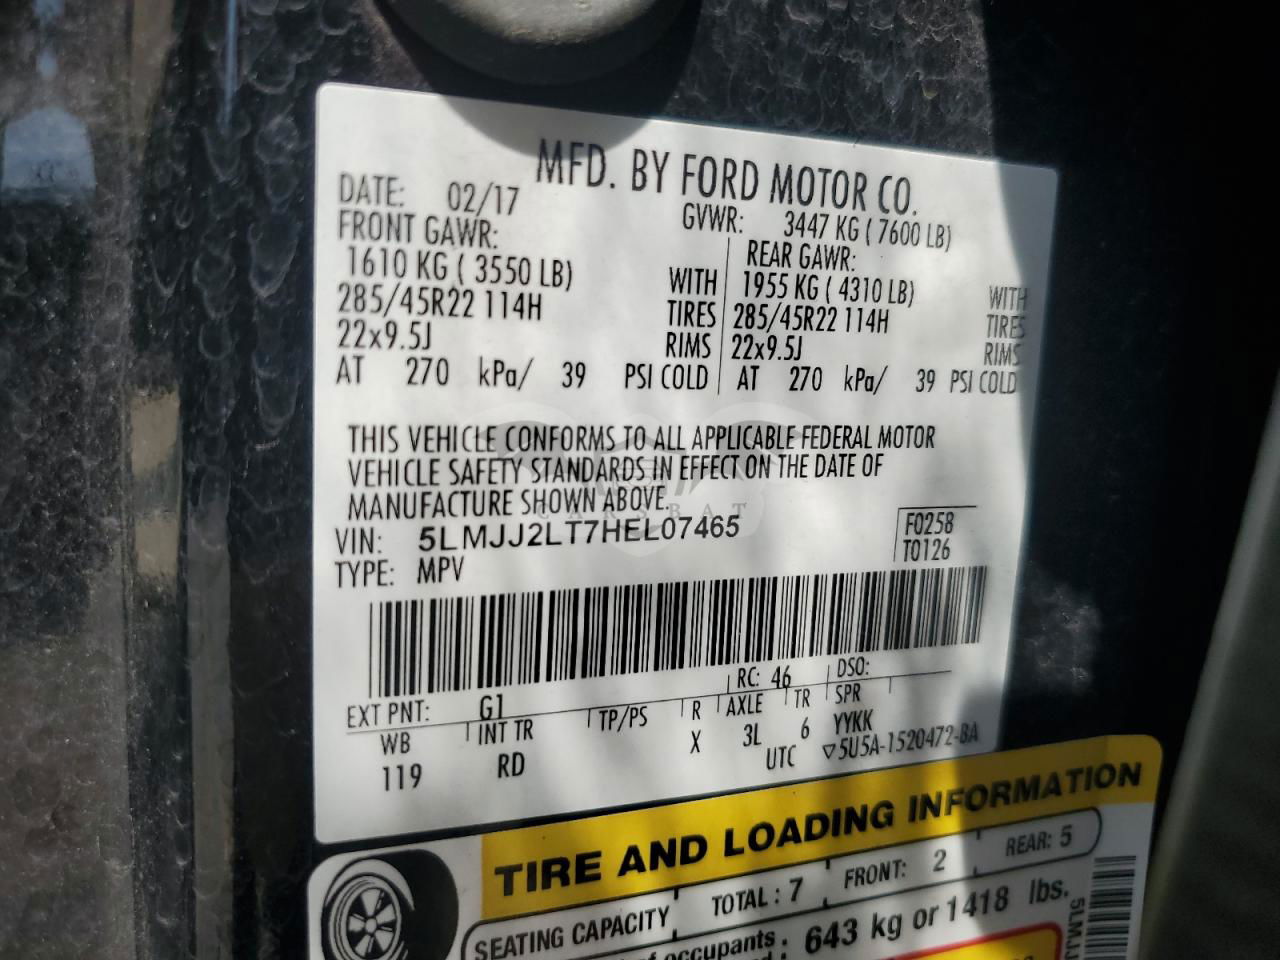 MFD. BY FORD MOTOR CO.
DATE: 02/17 GVWR: 3447 KG ( 7600 LB)
FRONT GAWR: REAR GAWR:
1610 KG ( 3550 LB) WITH 1955 KG ( 4310 LB) WITH
285/45R22 114H TIRES 285/45R22 114H TIRES
22x9.5J RIMS 22x9.5J RIMS
AT 270 kPa/ 39 PSI COLD AT 270 kPa/ 39 PSI COLD
THIS VEHICLE CONFORMS TO ALL APPLICABLE FEDERAL MOTOR
VEHICLE SAFETY STANDARDS IN EFFECT ON THE DATE OF
MANUFACTURE SHOWN ABOVE.
CARSBAT
VIN: 5LMJJ2LT7HEL07465 F0258
TYPE: MPV T0126
EXT PNT: G1 RC: 46 DSO:
WB INT TR TP/PS R AXLE TR SPR
119 RD X 3L 6 YYKK
UTC ▽5U5A-1520472-BA
TIRE AND LOADING INFORMATION
SEATING CAPACITY TOTAL : 7 FRONT: 2 REAR: 5
occupants 643 kg or 1418 lbs.
5LMJJ